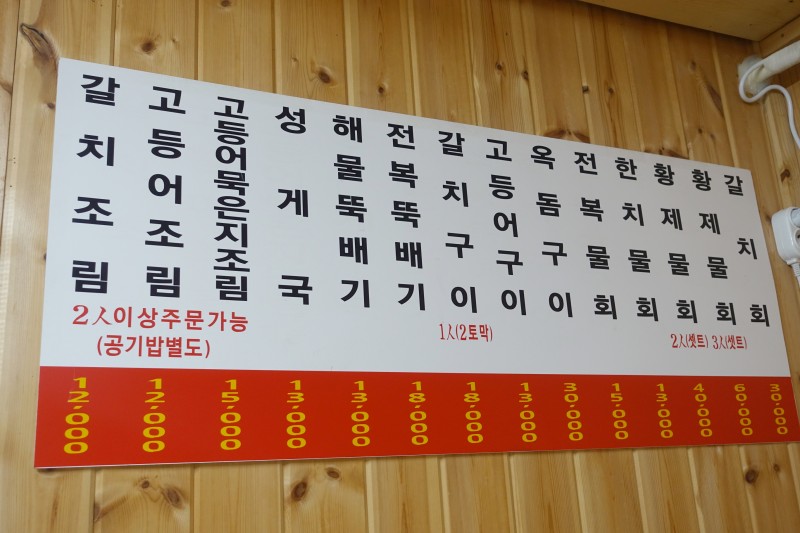 갈치조림
고등어조림
고등어묵은지조림
성게국
해물뚝배기
전복뚝배기
갈치구이
고등어구이
옥돔구이
전복물회
한치물회
황제물회
황제물회
갈치회
2人이상주문가능
(공기밥별도)
1人(2토막)
2人(셋트) 3人(셋트)
12,000
12,000
15,000
13,000
13,000
18,000
18,000
13,000
30,000
15,000
13,000
40,000
60,000
30,000